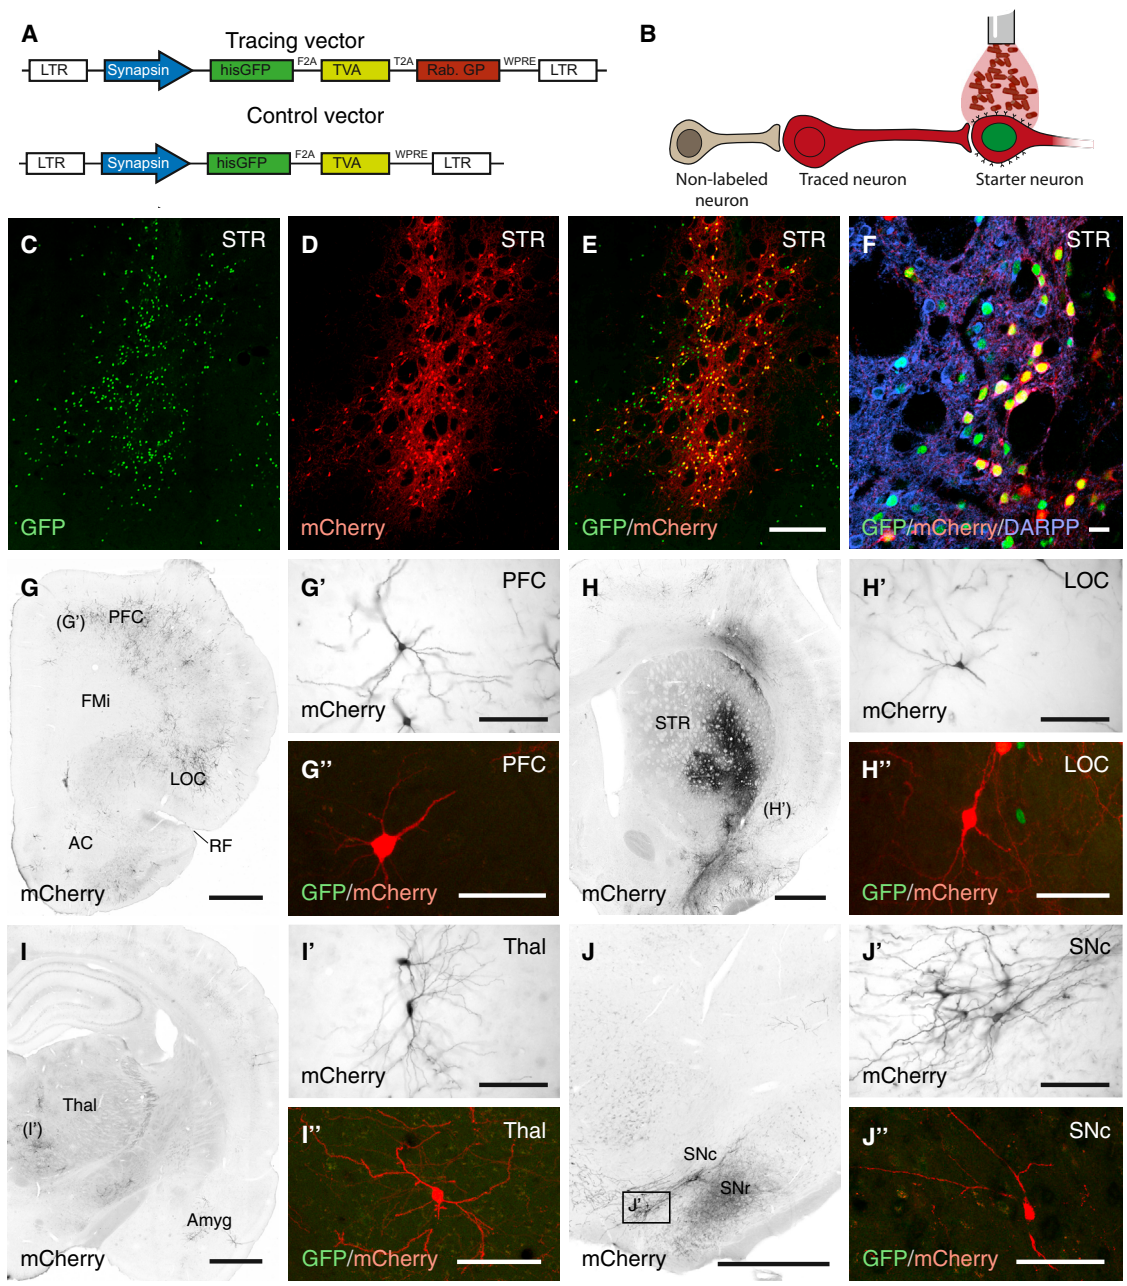 A
Tracing vector
LTR Synapsin hisGFP F2A TVA T2A Rab. GP WPRE LTR
Control vector
LTR Synapsin hisGFP F2A TVA WPRE LTR
B
Non-labeled neuron
Traced neuron
Starter neuron
C STR
GFP
D STR
mCherry
E STR
GFP/mCherry
F STR
GFP/mCherry/DARPP
G
(G') PFC
FMi
LOC
AC
RF
mCherry
G' PFC
mCherry
G'' PFC
GFP/mCherry
H
STR
(H')
mCherry
H' LOC
mCherry
H'' LOC
GFP/mCherry
I
Thal
(I')
Amyg
mCherry
I' Thal
mCherry
I'' Thal
GFP/mCherry
J
SNc
SNr
J'
mCherry
J' SNc
mCherry
J'' SNc
GFP/mCherry